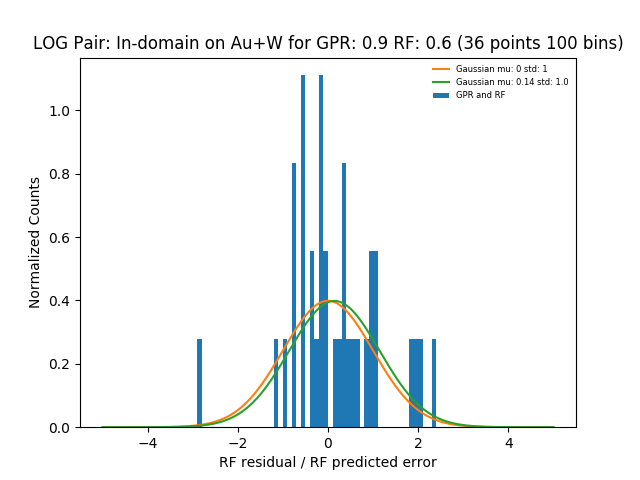 LOG Pair: In-domain on Au+W for GPR: 0.9 RF: 0.6 (36 points 100 bins)
Gaussian mu: 0 std: 1
Gaussian mu: 0.14 std: 1.0
GPR and RF
Normalized Counts
1.0
0.8
0.6
0.4
0.2
0.0
−4
−2
0
2
4
RF residual / RF predicted error